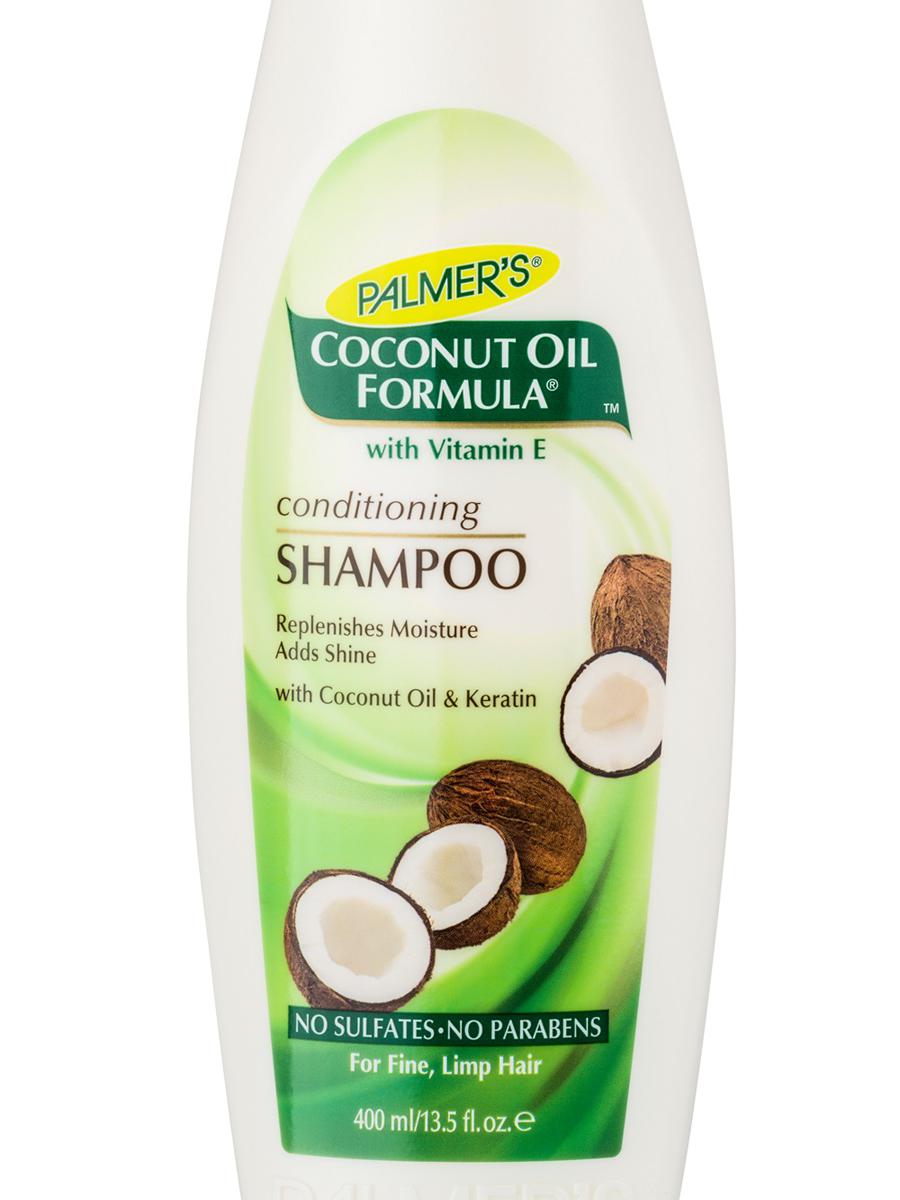 PALMER'S®
COCONUT OIL
FORMULA®
™
with Vitamin E
conditioning
SHAMPOO
Replenishes Moisture
Adds Shine
with Coconut Oil & Keratin
NO SULFATES•NO PARABENS
For Fine, Limp Hair
400 ml/13.5 fl.oz.℮
PALMER'S